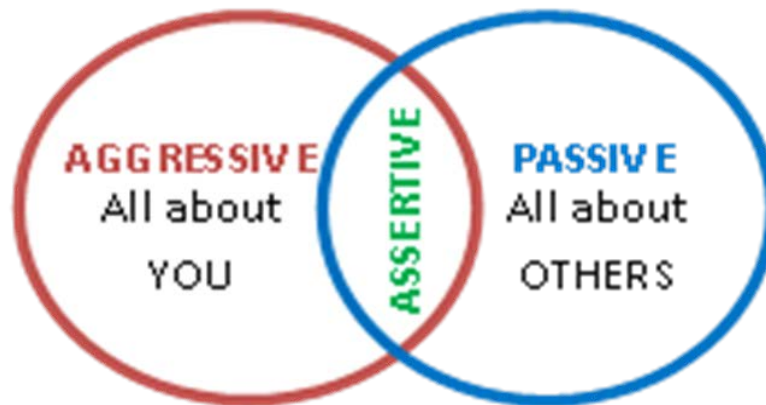 AGGRESSIVE
All about
YOU
ASSERTIVE
PASSIVE
All about
OTHERS